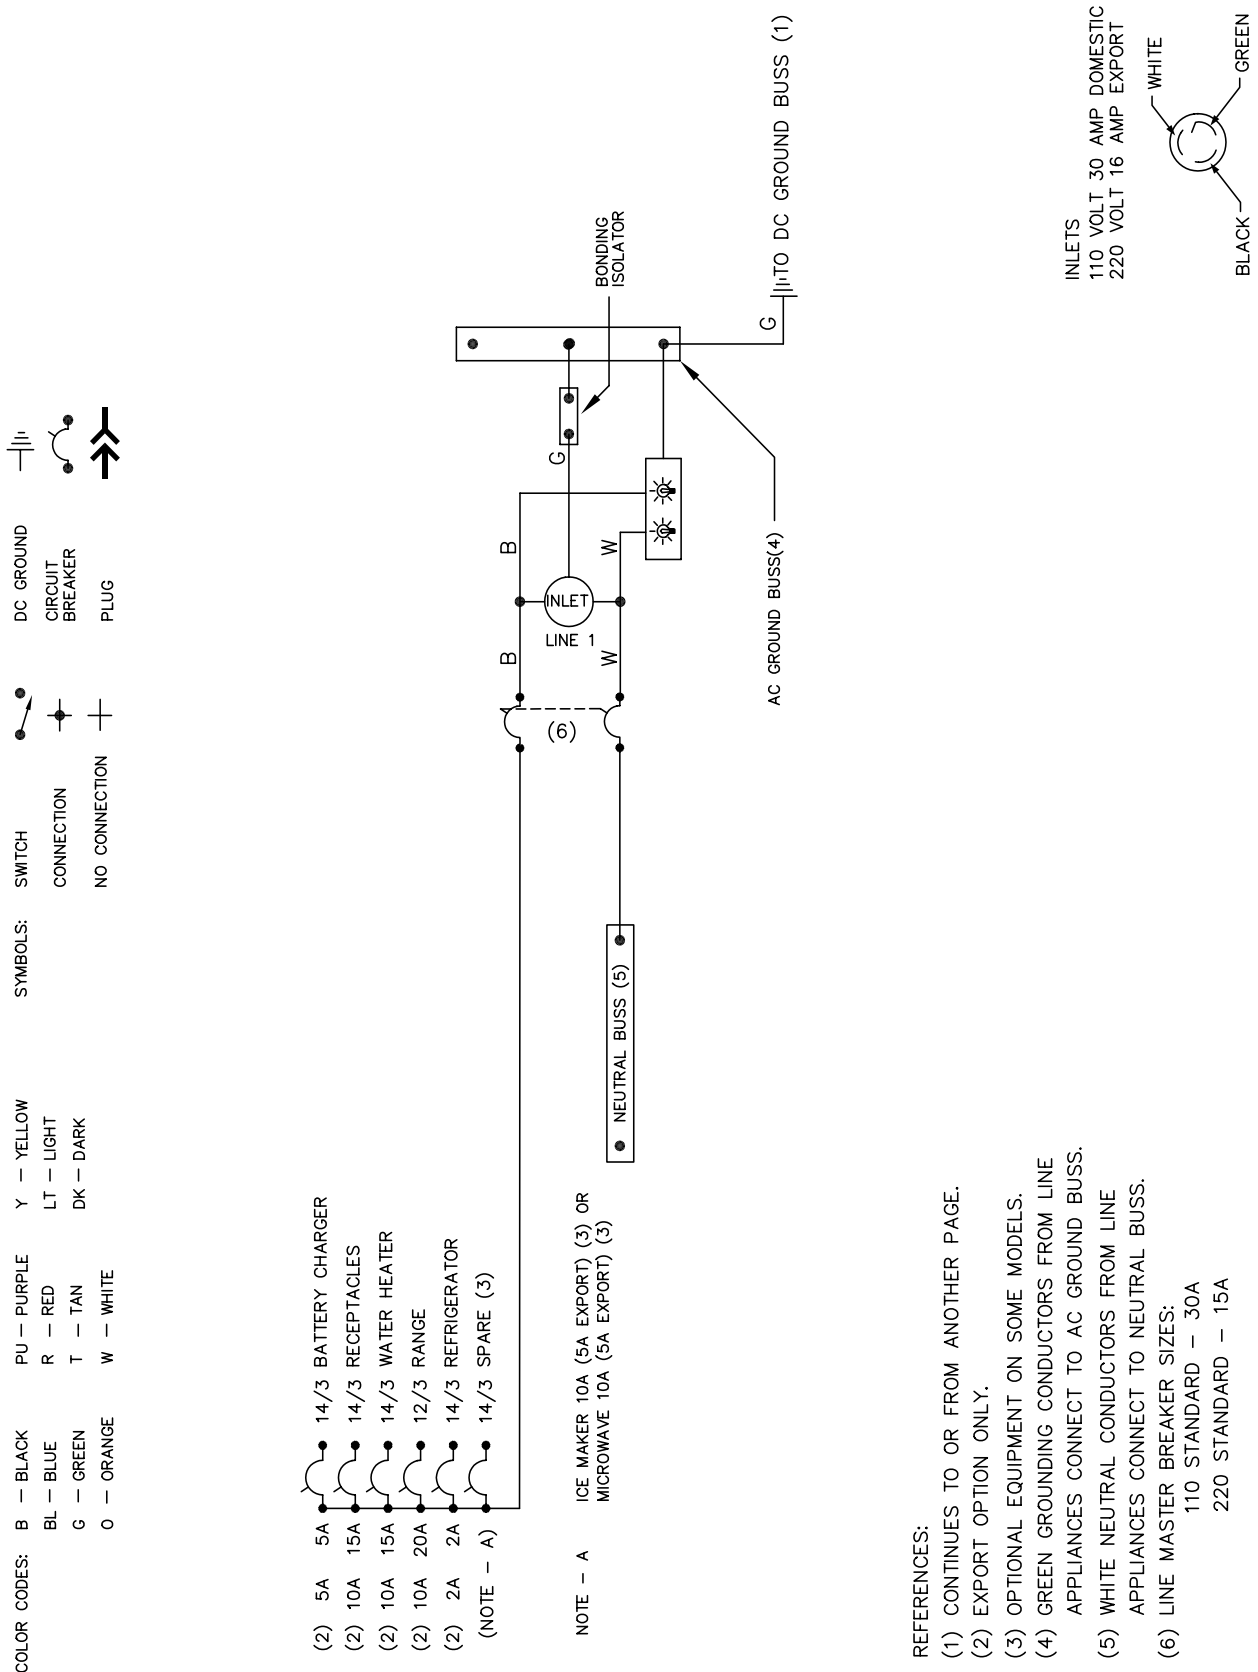 COLOR CODES:
B – BLACK
BL – BLUE
G – GREEN
O – ORANGE
PU – PURPLE
R – RED
T – TAN
W – WHITE
Y – YELLOW
LT – LIGHT
DK – DARK
SYMBOLS:
SWITCH
CONNECTION
NO CONNECTION
DC GROUND
CIRCUIT
BREAKER
PLUG
(2) 5A 5A 14/3 BATTERY CHARGER
(2) 10A 15A 14/3 RECEPTACLES
(2) 10A 15A 14/3 WATER HEATER
(2) 10A 20A 12/3 RANGE
(2) 2A 2A 14/3 REFRIGERATOR
(NOTE – A) 14/3 SPARE (3)
NOTE – A
ICE MAKER 10A (5A EXPORT) (3) OR
MICROWAVE 10A (5A EXPORT) (3)
NEUTRAL BUSS (5)
(6)
B
W
LINE 1
INLET
B
W
G
BONDING
ISOLATOR
AC GROUND BUSS(4)
G
TO DC GROUND BUSS (1)
REFERENCES:
(1) CONTINUES TO OR FROM ANOTHER PAGE.
(2) EXPORT OPTION ONLY.
(3) OPTIONAL EQUIPMENT ON SOME MODELS.
(4) GREEN GROUNDING CONDUCTORS FROM LINE
APPLIANCES CONNECT TO AC GROUND BUSS.
(5) WHITE NEUTRAL CONDUCTORS FROM LINE
APPLIANCES CONNECT TO NEUTRAL BUSS.
(6) LINE MASTER BREAKER SIZES:
110 STANDARD – 30A
220 STANDARD – 15A
INLETS
110 VOLT 30 AMP DOMESTIC
220 VOLT 16 AMP EXPORT
WHITE
BLACK
GREEN